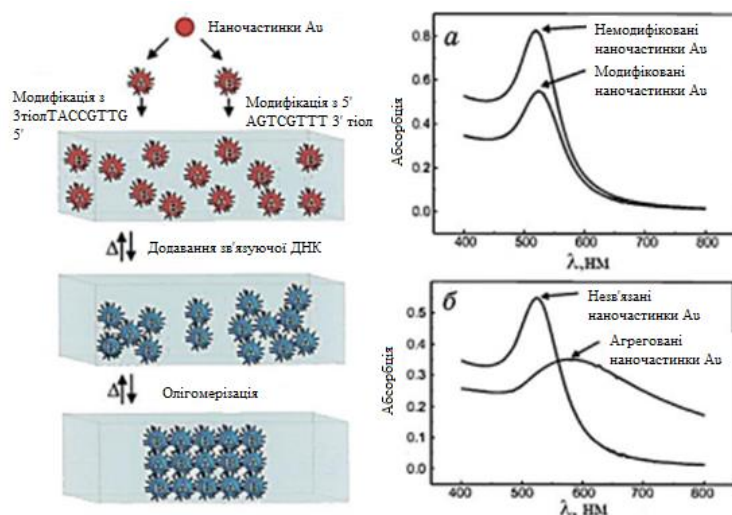 Наночастинки Au
Модифікація з
3тіолTACCGTTG
5'
Модифікація з 5'
AGTCGTTT 3' тіол
Δ
Додавання зв'язуючої ДНК
Δ
Олігомерізація
а
Немодифіковані
наночастинки Au
Модифіковані
наночастинки Au
Абсорбція
0.8
0.6
0.4
0.2
0.0
400 500 600 700 800
λ,нм
б
Незв'язані
наночастинки Au
Агреговані
наночастинки Au
Абсорбція
0.5
0.4
0.3
0.2
0.1
0.0
400 500 600 700 800
λ,нм